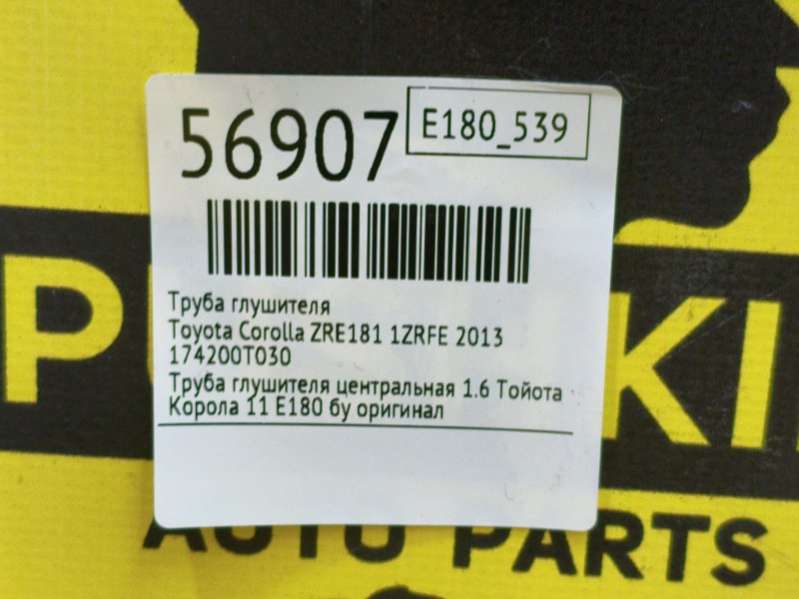 56907
E180_539
Труба глушителя
Toyota Corolla ZRE181 1ZRFE 2013
174200T030
Труба глушителя центральная 1.6 Тойота
Корола 11 Е180 бу оригинал
AUTO PARTS